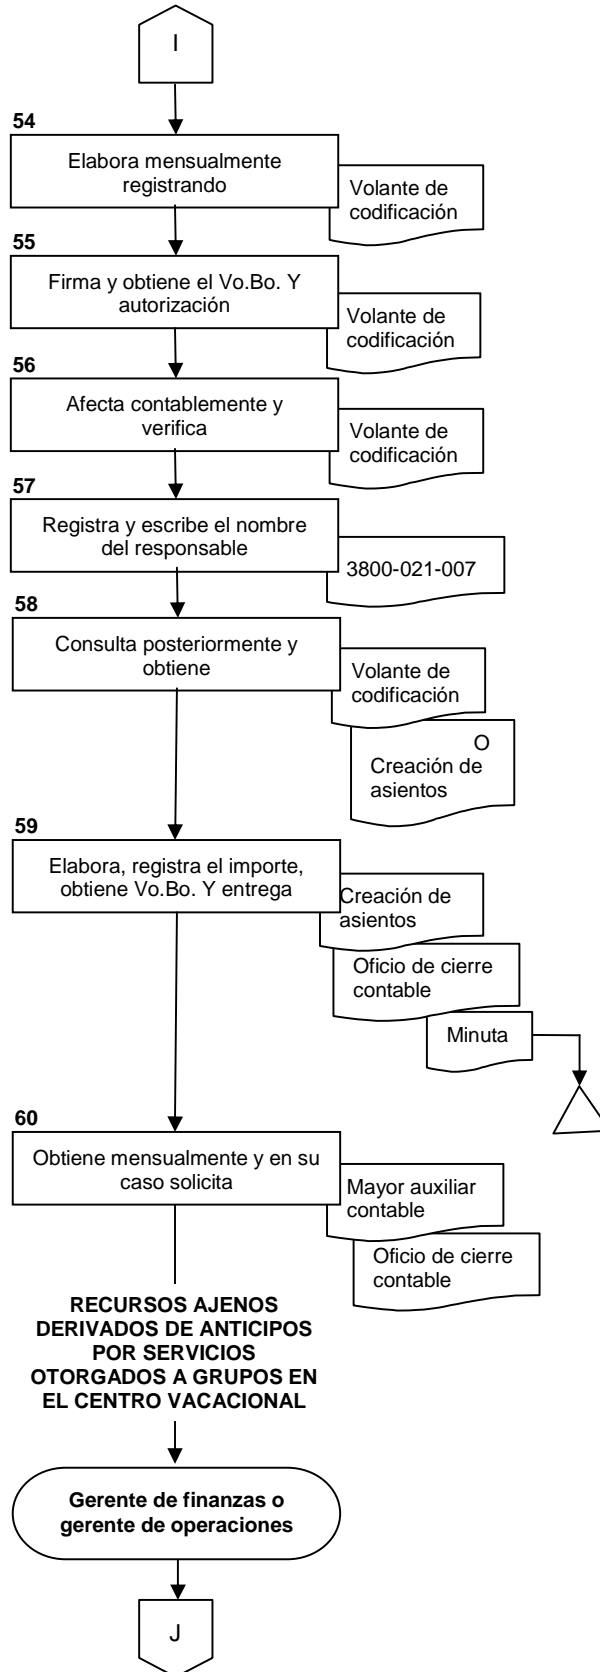 I
54
Elabora mensualmente
registrando
Volante de
codificación
55
Firma y obtiene el Vo.Bo. Y
autorización
Volante de
codificación
56
Afecta contablemente y
verifica
Volante de
codificación
57
Registra y escribe el nombre
del responsable
3800-021-007
58
Consulta posteriormente y
obtiene
Volante de
codificación
O
Creación de
asientos
59
Elabora, registra el importe,
obtiene Vo.Bo. Y entrega
Creación de
asientos
Oficio de cierre
contable
Minuta
60
Obtiene mensualmente y en su
caso solicita
Mayor auxiliar
contable
Oficio de cierre
contable
RECURSOS AJENOS
DERIVADOS DE ANTICIPOS
POR SERVICIOS
OTORGADOS A GRUPOS EN
EL CENTRO VACACIONAL
Gerente de finanzas o
gerente de operaciones
J